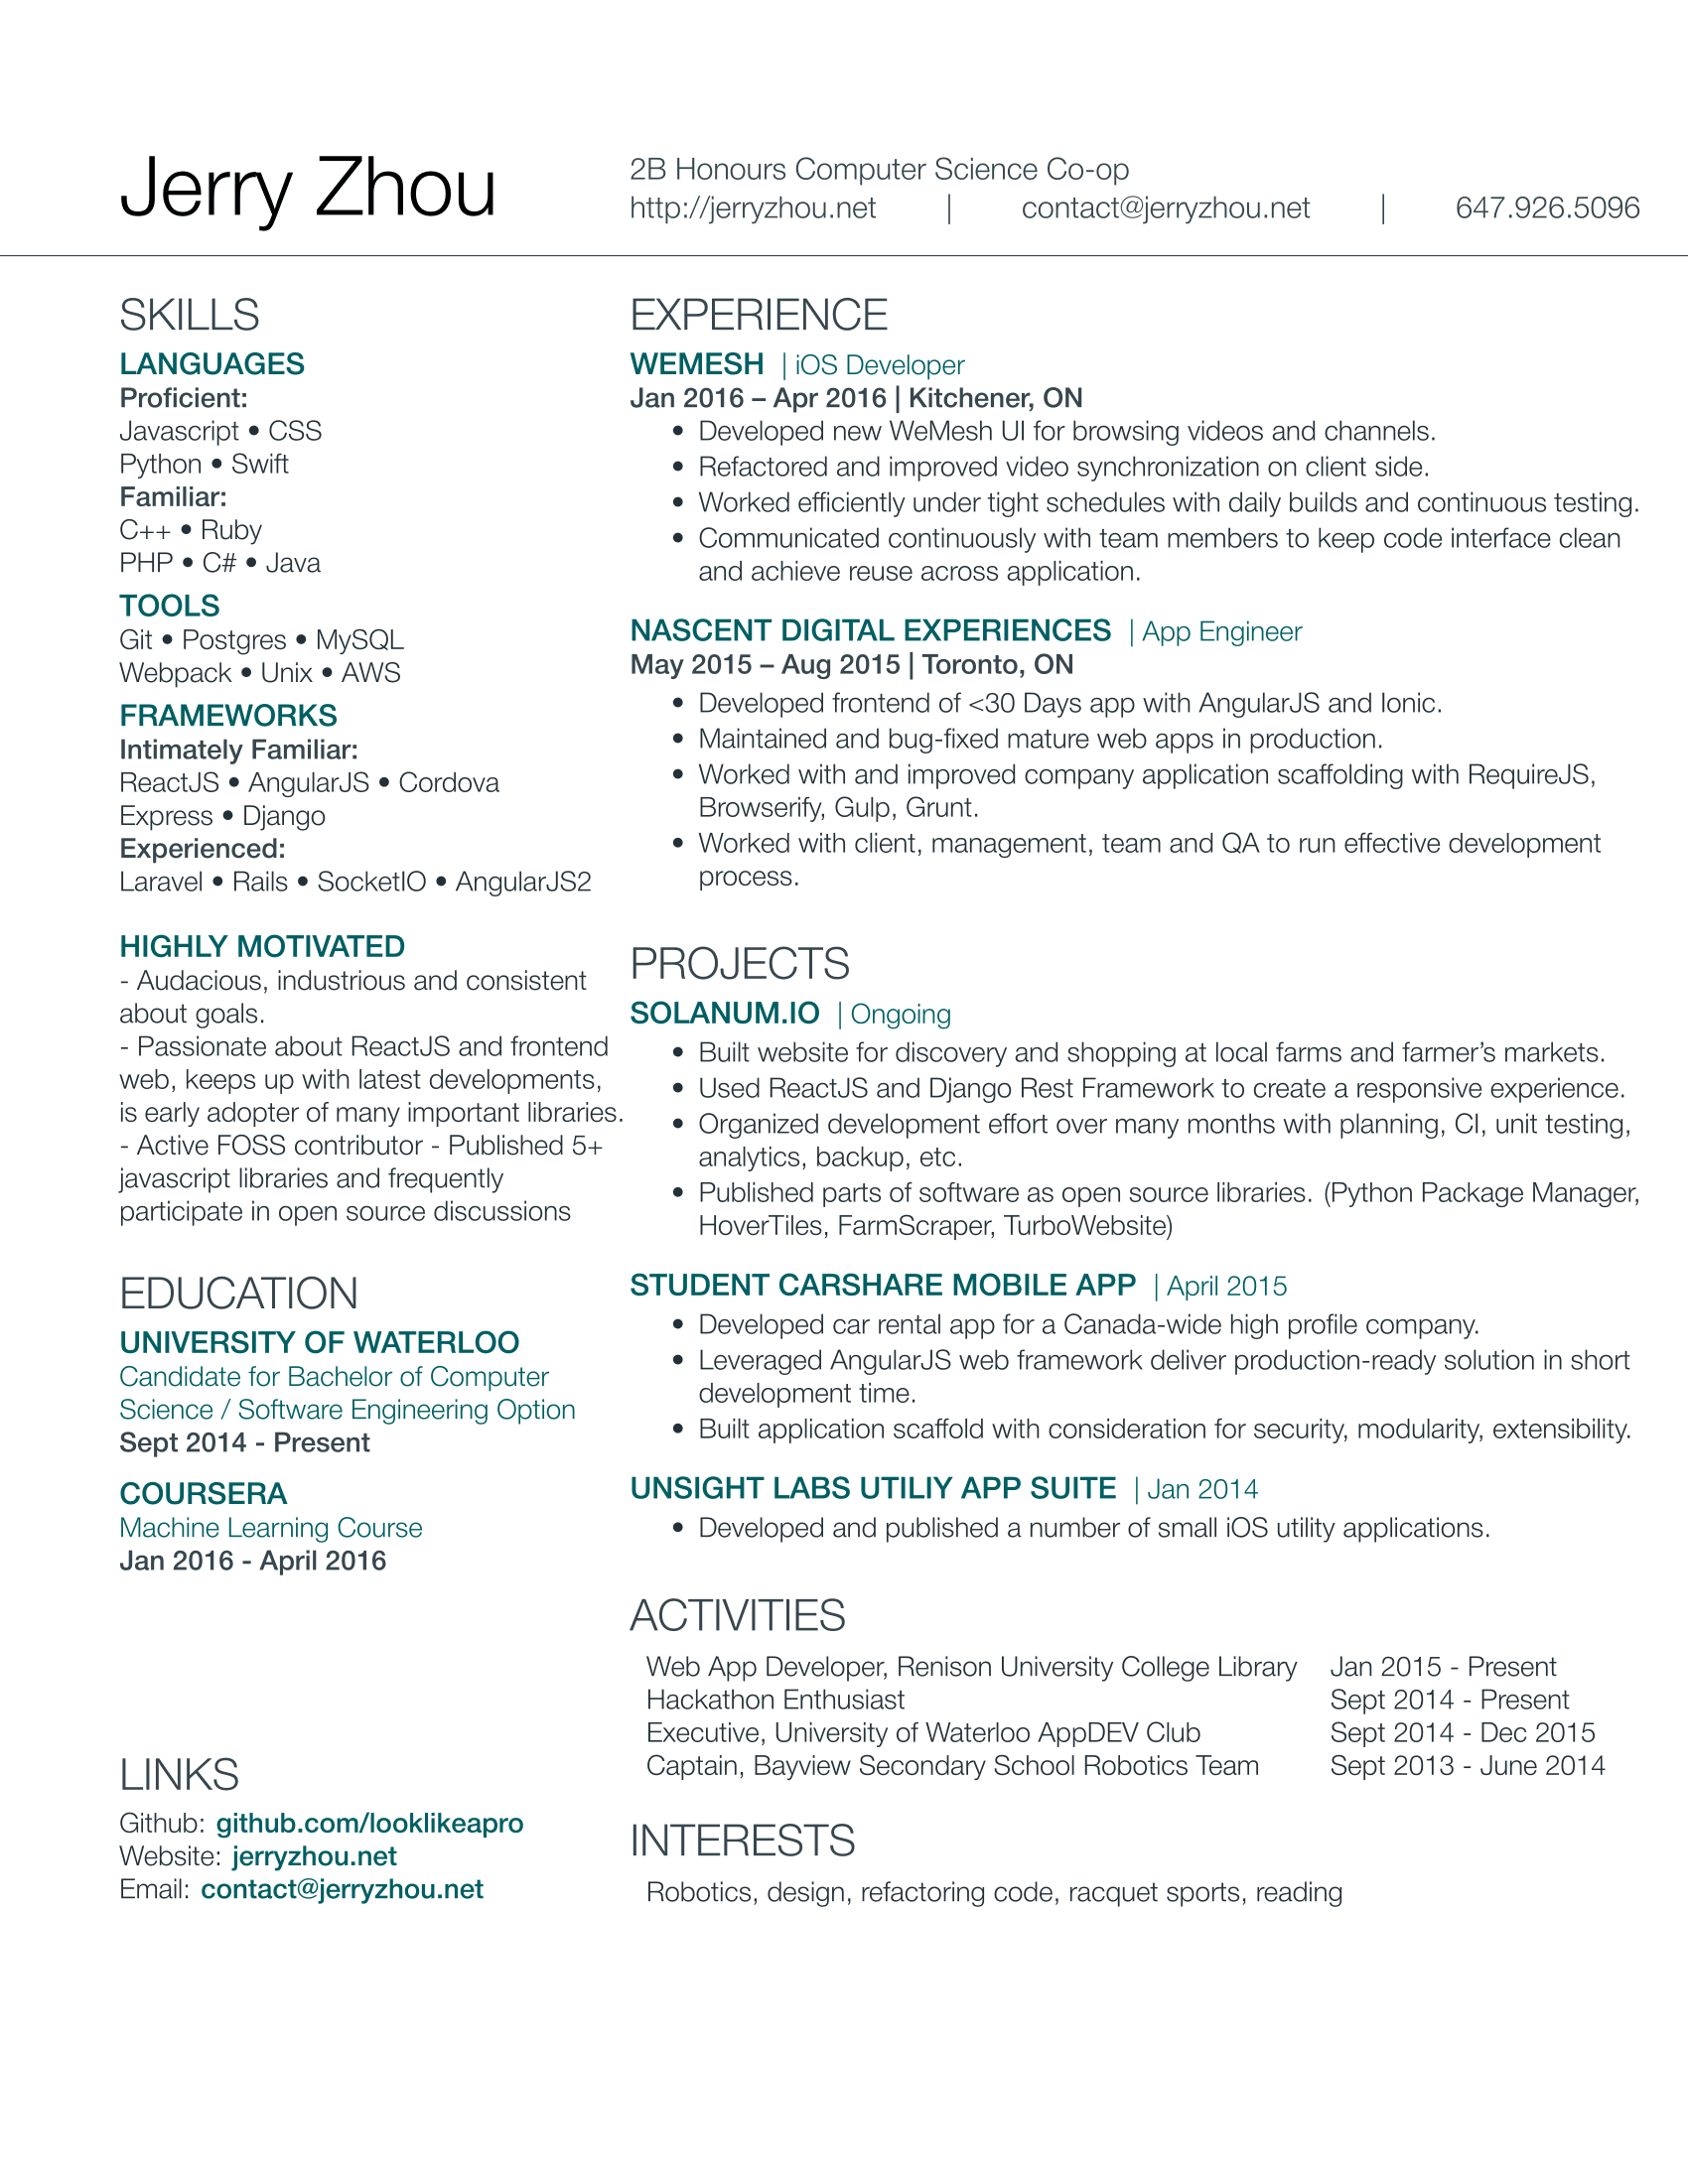 Jerry Zhou
2B Honours Computer Science Co-op
http://jerryzhou.net | contact@jerryzhou.net | 647.926.5096
SKILLS
LANGUAGES
Proficient:
Javascript • CSS
Python • Swift
Familiar:
C++ • Ruby
PHP • C# • Java
TOOLS
Git • Postgres • MySQL
Webpack • Unix • AWS
FRAMEWORKS
Intimately Familiar:
ReactJS • AngularJS • Cordova
Express • Django
Experienced:
Laravel • Rails • SocketIO • AngularJS2
HIGHLY MOTIVATED
- Audacious, industrious and consistent
about goals.
- Passionate about ReactJS and frontend
web, keeps up with latest developments,
is early adopter of many important libraries.
- Active FOSS contributor - Published 5+
javascript libraries and frequently
participate in open source discussions
EDUCATION
UNIVERSITY OF WATERLOO
Candidate for Bachelor of Computer
Science / Software Engineering Option
Sept 2014 - Present
COURSERA
Machine Learning Course
Jan 2016 - April 2016
LINKS
Github: github.com/looklikeapro
Website: jerryzhou.net
Email: contact@jerryzhou.net
EXPERIENCE
WEMESH | iOS Developer
Jan 2016 – Apr 2016 | Kitchener, ON
• Developed new WeMesh UI for browsing videos and channels.
• Refactored and improved video synchronization on client side.
• Worked efficiently under tight schedules with daily builds and continuous testing.
• Communicated continuously with team members to keep code interface clean
and achieve reuse across application.
NASCENT DIGITAL EXPERIENCES | App Engineer
May 2015 – Aug 2015 | Toronto, ON
• Developed frontend of <30 Days app with AngularJS and Ionic.
• Maintained and bug-fixed mature web apps in production.
• Worked with and improved company application scaffolding with RequireJS,
Browserify, Gulp, Grunt.
• Worked with client, management, team and QA to run effective development
process.
PROJECTS
SOLANUM.IO | Ongoing
• Built website for discovery and shopping at local farms and farmer’s markets.
• Used ReactJS and Django Rest Framework to create a responsive experience.
• Organized development effort over many months with planning, CI, unit testing,
analytics, backup, etc.
• Published parts of software as open source libraries. (Python Package Manager,
HoverTiles, FarmScraper, TurboWebsite)
STUDENT CARSHARE MOBILE APP | April 2015
• Developed car rental app for a Canada-wide high profile company.
• Leveraged AngularJS web framework deliver production-ready solution in short
development time.
• Built application scaffold with consideration for security, modularity, extensibility.
UNSIGHT LABS UTILIY APP SUITE | Jan 2014
• Developed and published a number of small iOS utility applications.
ACTIVITIES
Web App Developer, Renison University College Library Jan 2015 - Present
Hackathon Enthusiast Sept 2014 - Present
Executive, University of Waterloo AppDEV Club Sept 2014 - Dec 2015
Captain, Bayview Secondary School Robotics Team Sept 2013 - June 2014
INTERESTS
Robotics, design, refactoring code, racquet sports, reading